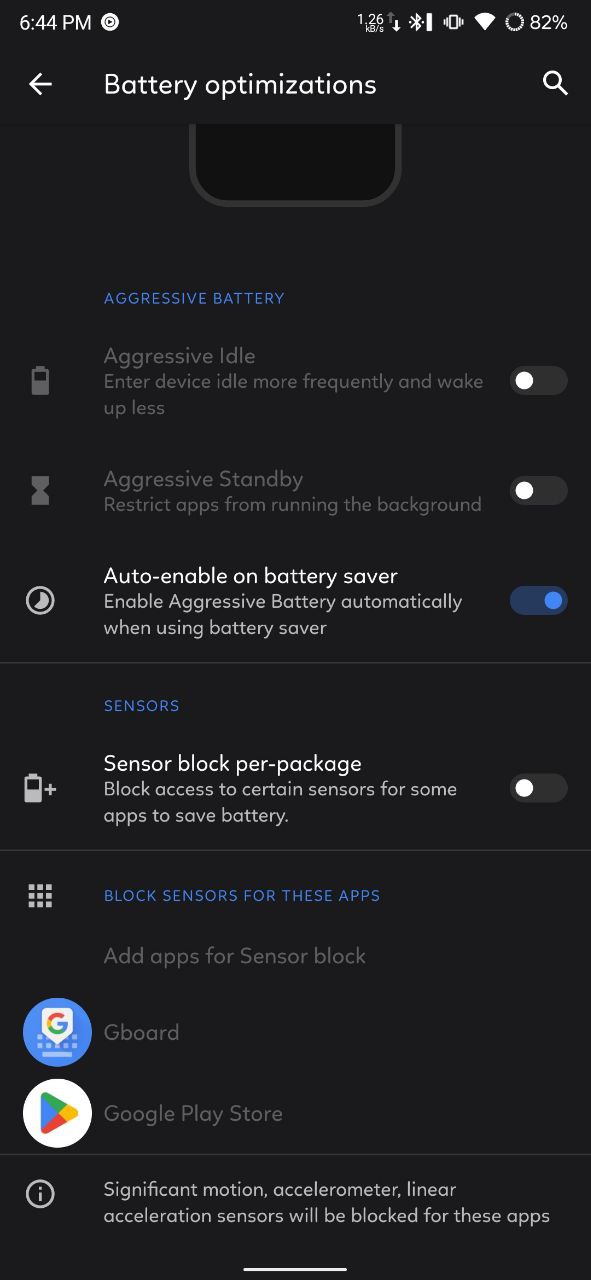 6:44 PM 1.26 kB/s 82%
Battery optimizations
AGGRESSIVE BATTERY
Aggressive Idle
Enter device idle more frequently and wake
up less
Aggressive Standby
Restrict apps from running the background
Auto-enable on battery saver
Enable Aggressive Battery automatically
when using battery saver
SENSORS
Sensor block per-package
Block access to certain sensors for some
apps to save battery.
BLOCK SENSORS FOR THESE APPS
Add apps for Sensor block
Gboard
Google Play Store
Significant motion, accelerometer, linear
acceleration sensors will be blocked for these apps